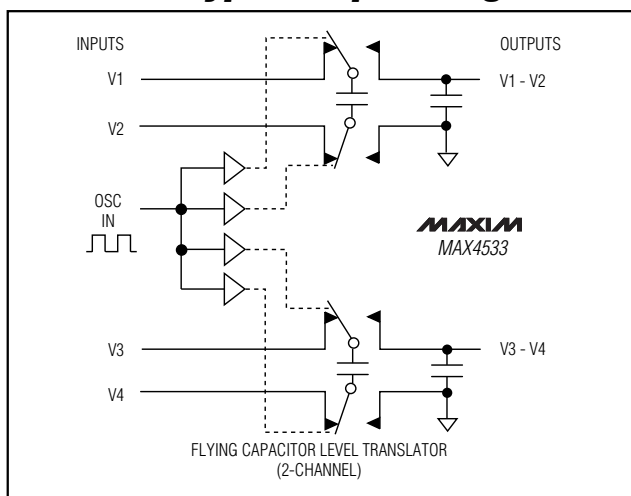 INPUTS
OUTPUTS
V1
V1 - V2
V2
OSC
IN
MAXIM
MAX4533
V3
V3 - V4
V4
FLYING CAPACITOR LEVEL TRANSLATOR
(2-CHANNEL)